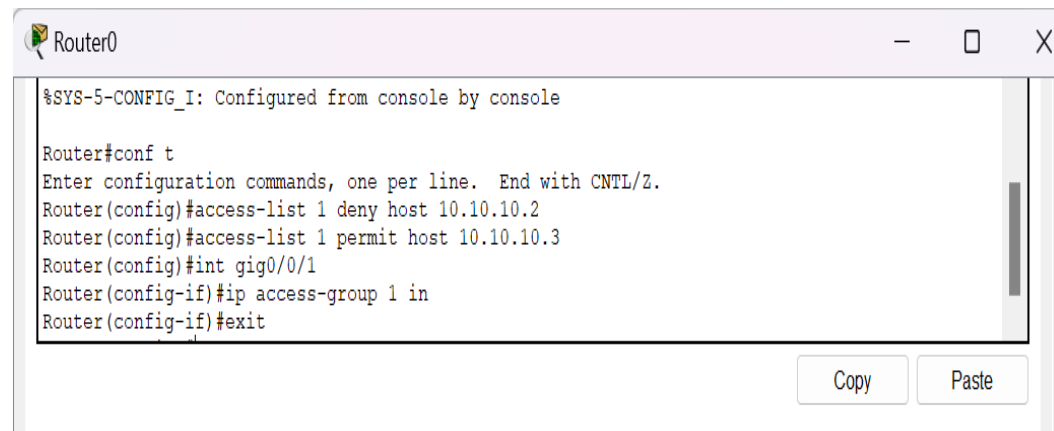 Router0
%SYS-5-CONFIG_I: Configured from console by console
Router#conf t
Enter configuration commands, one per line. End with CNTL/Z.
Router(config)#access-list 1 deny host 10.10.10.2
Router(config)#access-list 1 permit host 10.10.10.3
Router(config)#int gig0/0/1
Router(config-if)#ip access-group 1 in
Router(config-if)#exit
Copy
Paste